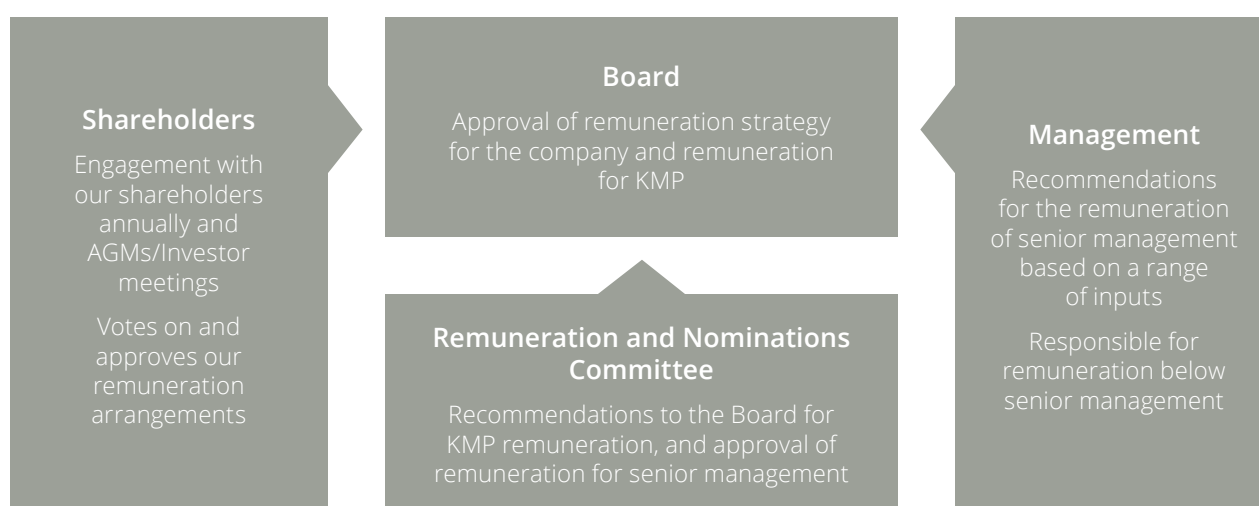 Shareholders
Engagement with
our shareholders
annually and
AGMs/Investor
meetings
Votes on and
approves our
remuneration
arrangements
Board
Approval of remuneration strategy
for the company and remuneration
for KMP
Remuneration and Nominations
Committee
Recommendations to the Board for
KMP remuneration, and approval of
remuneration for senior management
Management
Recommendations
for the remuneration
of senior management
based on a range
of inputs
Responsible for
remuneration below
senior management